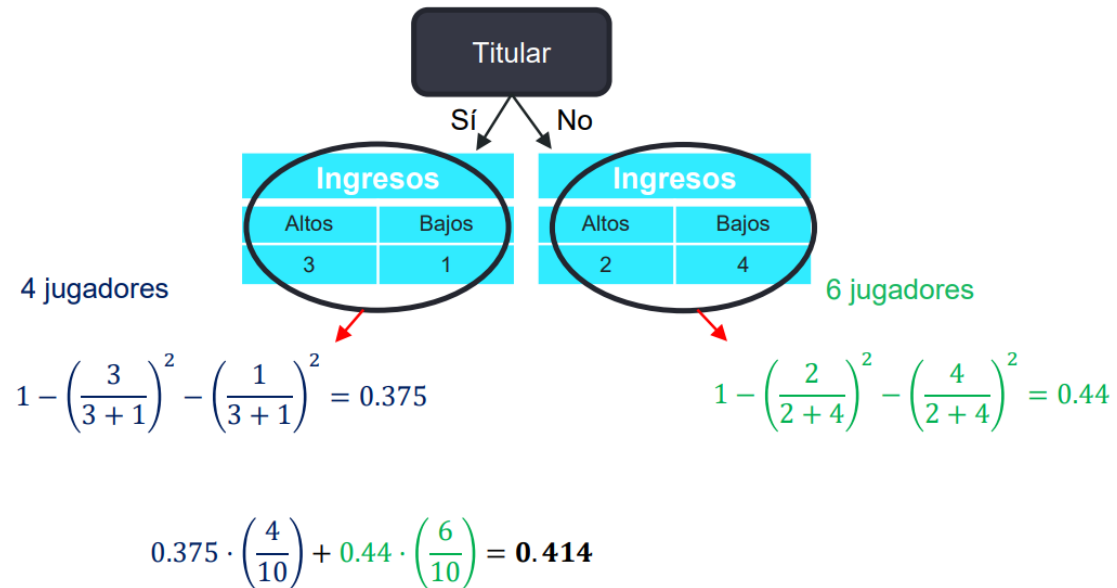 Titular
Sí No
Ingresos Ingresos
Altos Bajos Altos Bajos
3 1 2 4
4 jugadores 6 jugadores
1 − (3/(3 + 1))² − (1/(3 + 1))² = 0.375
1 − (2/(2 + 4))² − (4/(2 + 4))² = 0.44
0.375 · (4/10) + 0.44 · (6/10) = 0.414